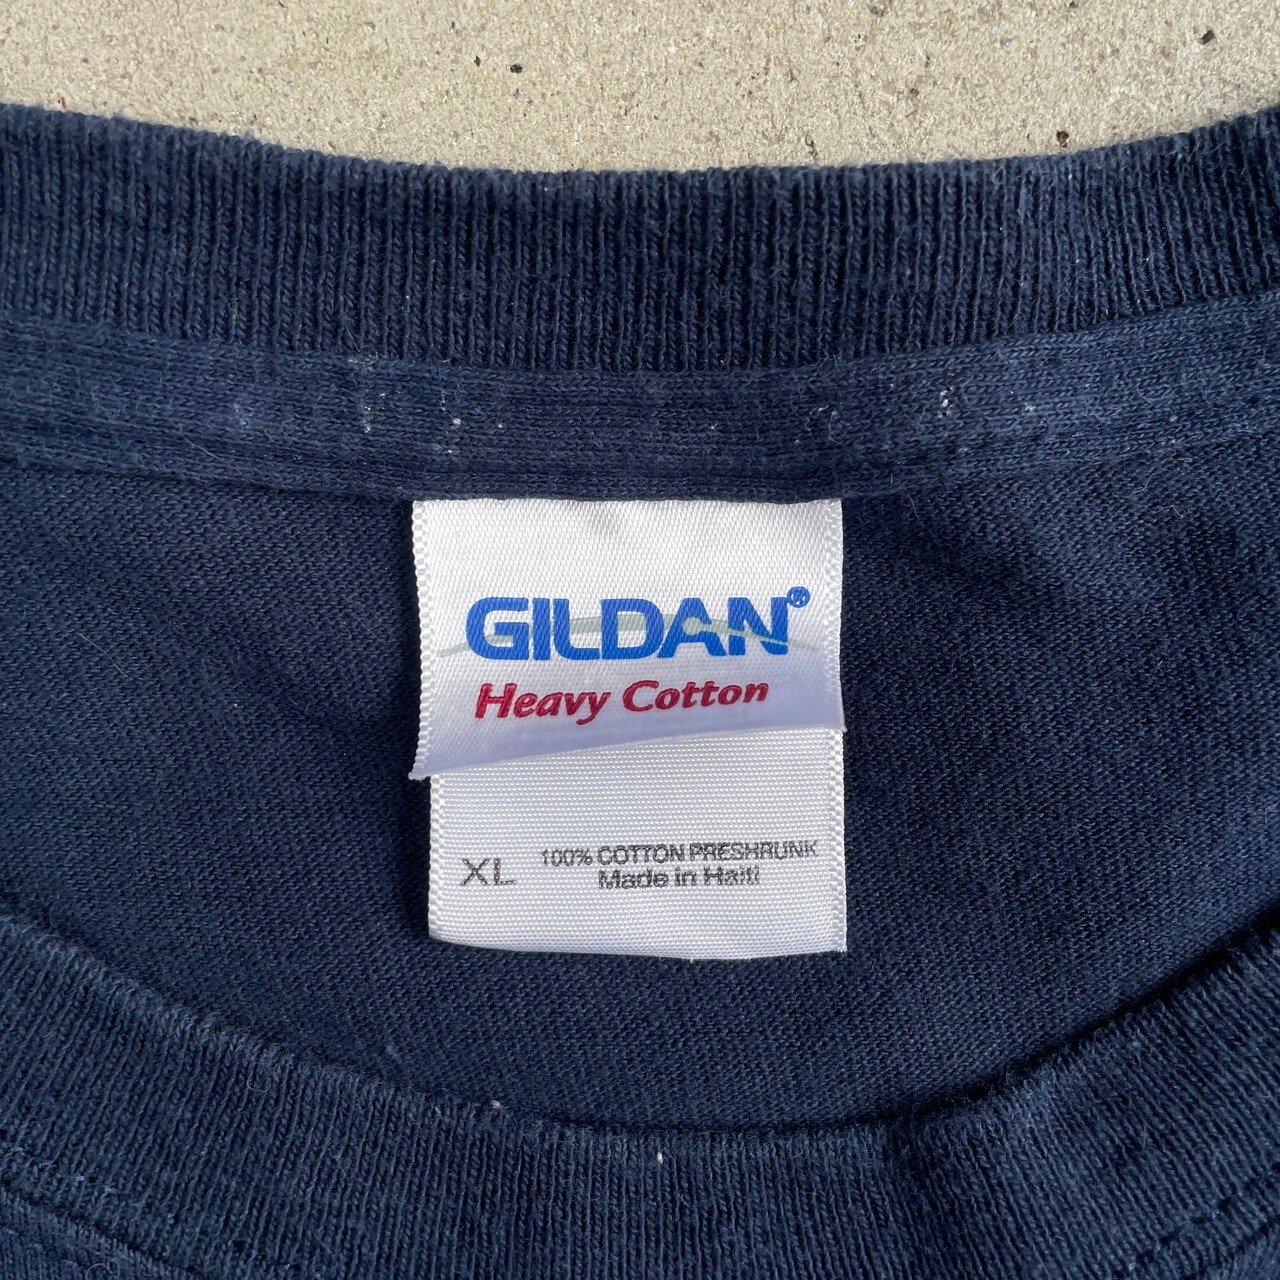 GILDAN®
Heavy Cotton
XL
100% COTTON PRESHRUNK
Made in Haiti